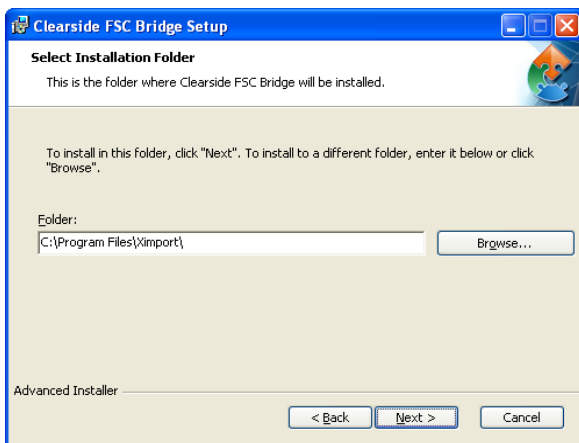 Clearside FSC Bridge Setup
Select Installation Folder
This is the folder where Clearside FSC Bridge will be installed.
To install in this folder, click "Next". To install to a different folder, enter it below or click
"Browse".
Folder:
C:\Program Files\Ximport\
Browse...
Advanced Installer
< Back
Next >
Cancel